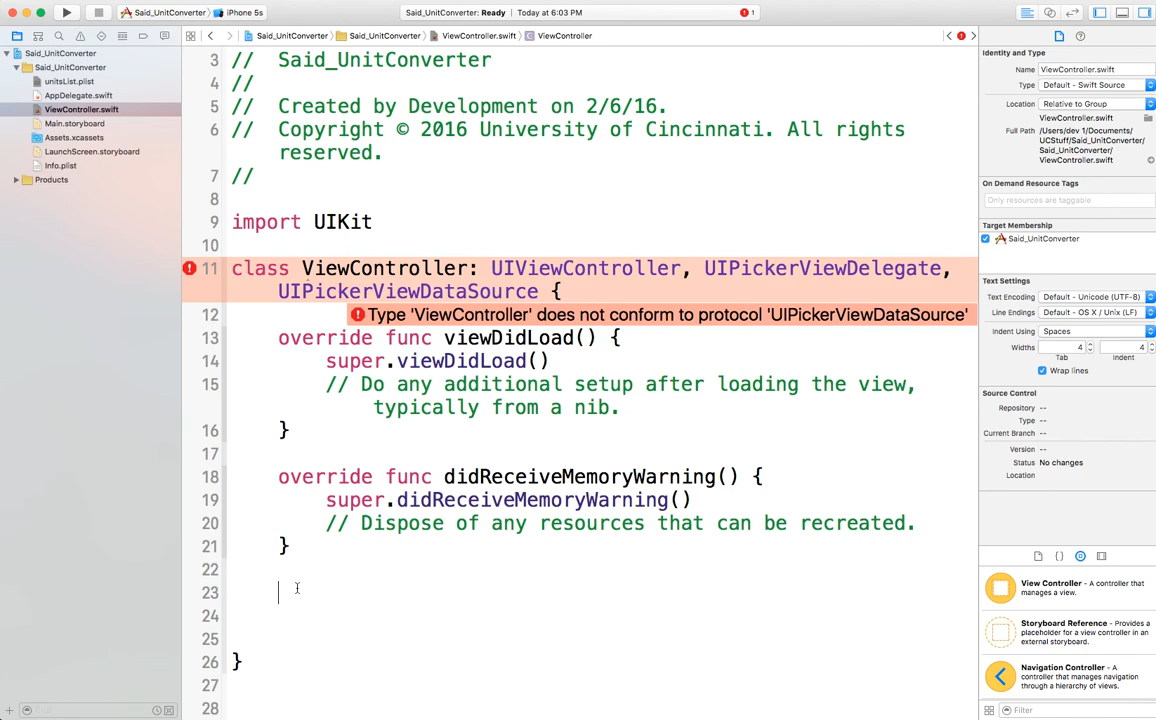 Said_UnitConverter
iPhone 5s
Said_UnitConverter: Ready
Today at 6:03 PM
1
Said_UnitConverter
Said_UnitConverter
ViewController.swift
ViewController
Said_UnitConverter
Said_UnitConverter
unitsList.plist
AppDelegate.swift
ViewController.swift
Main.storyboard
Assets.xcassets
LaunchScreen.storyboard
Info.plist
Products
3 // Said_UnitConverter
4 //
5 // Created by Development on 2/6/16.
6 // Copyright © 2016 University of Cincinnati. All rights
reserved.
7 //
8
9 import UIKit
10
11 class ViewController: UIViewController, UIPickerViewDelegate,
UIPickerViewDataSource {
12 Type 'ViewController' does not conform to protocol 'UIPickerViewDataSource'
13 override func viewDidLoad() {
14 super.viewDidLoad()
15 // Do any additional setup after loading the view,
typically from a nib.
16 }
17
18 override func didReceiveMemoryWarning() {
19 super.didReceiveMemoryWarning()
20 // Dispose of any resources that can be recreated.
21 }
22
23
24
25
26 }
27
28
Identity and Type
Name ViewController.swift
Type Default - Swift Source
Location Relative to Group
ViewController.swift
Full Path /Users/dev 1/Documents/
UCStuff/Said_UnitConverter/
Said_UnitConverter/
ViewController.swift
On Demand Resource Tags
Only resources are taggable
Target Membership
Said_UnitConverter
Text Settings
Text Encoding Default - Unicode (UTF-8)
Line Endings Default - OS X / Unix (LF)
Indent Using Spaces
Widths 4 4
Tab Indent
Wrap lines
Source Control
Repository --
Type --
Current Branch --
Version --
Status No changes
Location
View Controller - A controller that
manages a view.
Storyboard Reference - Provides a
placeholder for a view controller in an
external storyboard.
Navigation Controller - A
controller that manages navigation
through a hierarchy of views.
Filter